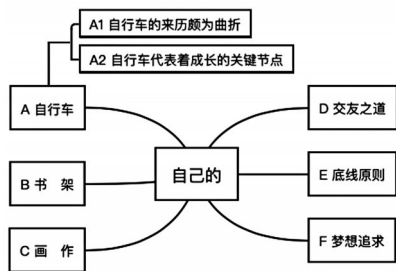 A1 自行车的来历颇为曲折
A2 自行车代表着成长的关键节点
A 自行车
B 书 架
C 画 作
自己的
D 交友之道
E 底线原则
F 梦想追求